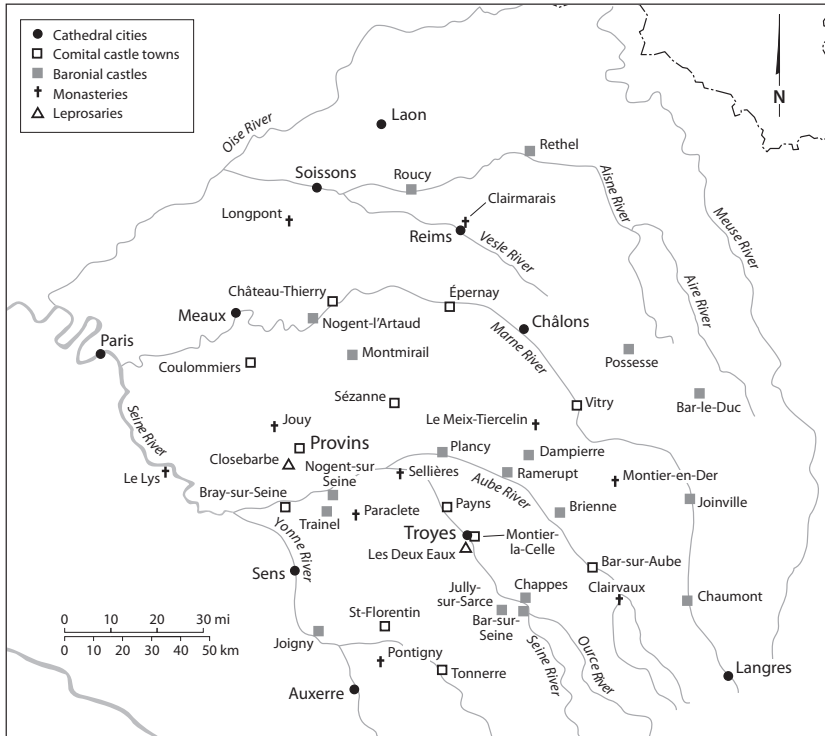 Cathedral cities
Comital castle towns
Baronial castles
Monasteries
Leprosaries
N
Oise River
Laon
Rethel
Soissons
Roucy
Aisne River
Longpont
Clairmarais
Reims
Vesle River
Meuse River
Aire River
Château-Thierry
Épernay
Meaux
Nogent-l'Artaud
Châlons
Paris
Montmirail
Marne River
Possesse
Coulommiers
Sézanne
Vitry
Bar-le-Duc
Seine River
Jouy
Le Meix-Tiercelin
Provins
Plancy
Dampierre
Closebarbe
Nogent-sur
Seine
Sellières
Ramerupt
Montier-en-Der
Le Lys
Aube River
Bray-sur-Seine
Payns
Brienne
Joinville
Trainel
Paraclete
Yonne River
Troyes
Montier-
la-Celle
Les Deux Eaux
Bar-sur-Aube
Sens
Jully-
sur-Sarce
Chappes
Clairvaux
Chaumont
St-Florentin
Bar-sur-
Seine
0 10 20 30 mi
0 10 20 30 40 50 km
Joigny
Pontigny
Tonnerre
Seine River
Ource River
Langres
Auxerre